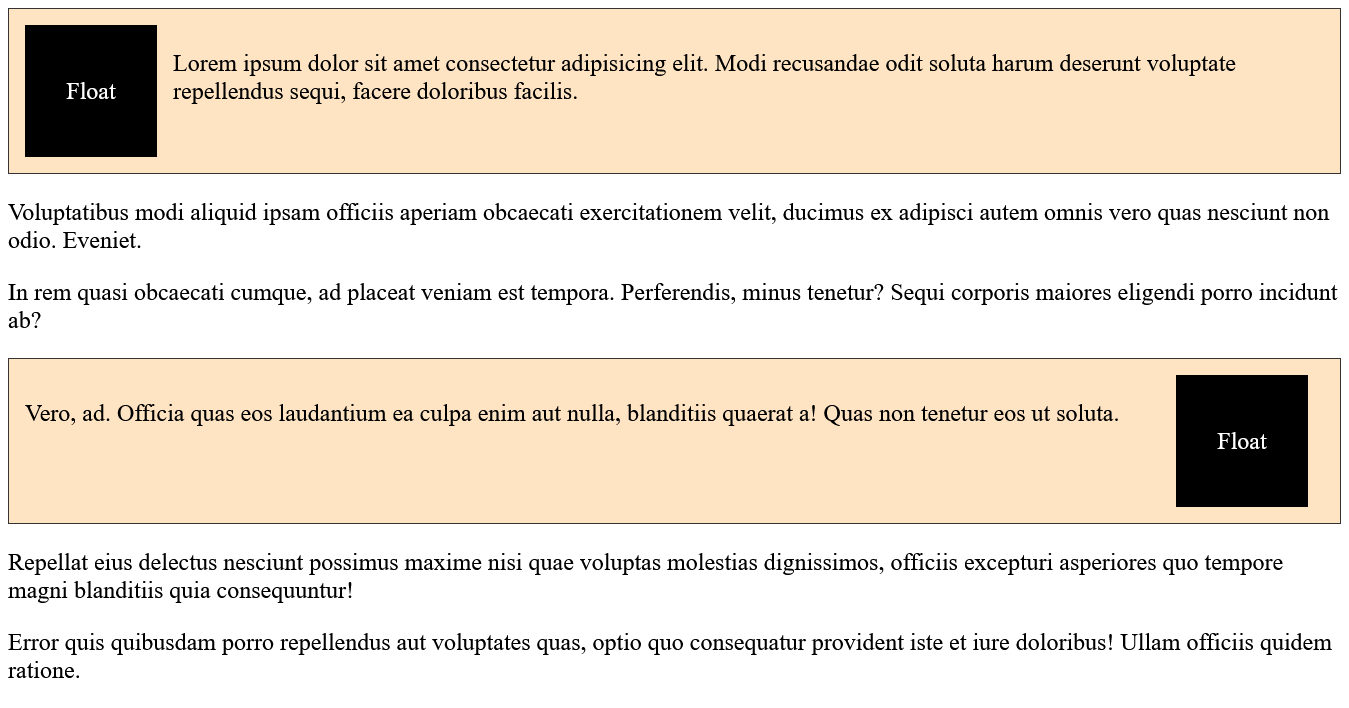 Float
Lorem ipsum dolor sit amet consectetur adipisicing elit. Modi recusandae odit soluta harum deserunt voluptate
repellendus sequi, facere doloribus facilis.
Voluptatibus modi aliquid ipsam officiis aperiam obcaecati exercitationem velit, ducimus ex adipisci autem omnis vero quas nesciunt non
odio. Eveniet.
In rem quasi obcaecati cumque, ad placeat veniam est tempora. Perferendis, minus tenetur? Sequi corporis maiores eligendi porro incidunt
ab?
Vero, ad. Officia quas eos laudantium ea culpa enim aut nulla, blanditiis quaerat a! Quas non tenetur eos ut soluta.
Float
Repellat eius delectus nesciunt possimus maxime nisi quae voluptas molestias dignissimos, officiis excepturi asperiores quo tempore
magni blanditiis quia consequuntur!
Error quis quibusdam porro repellendus aut voluptates quas, optio quo consequatur provident iste et iure doloribus! Ullam officiis quidem
ratione.